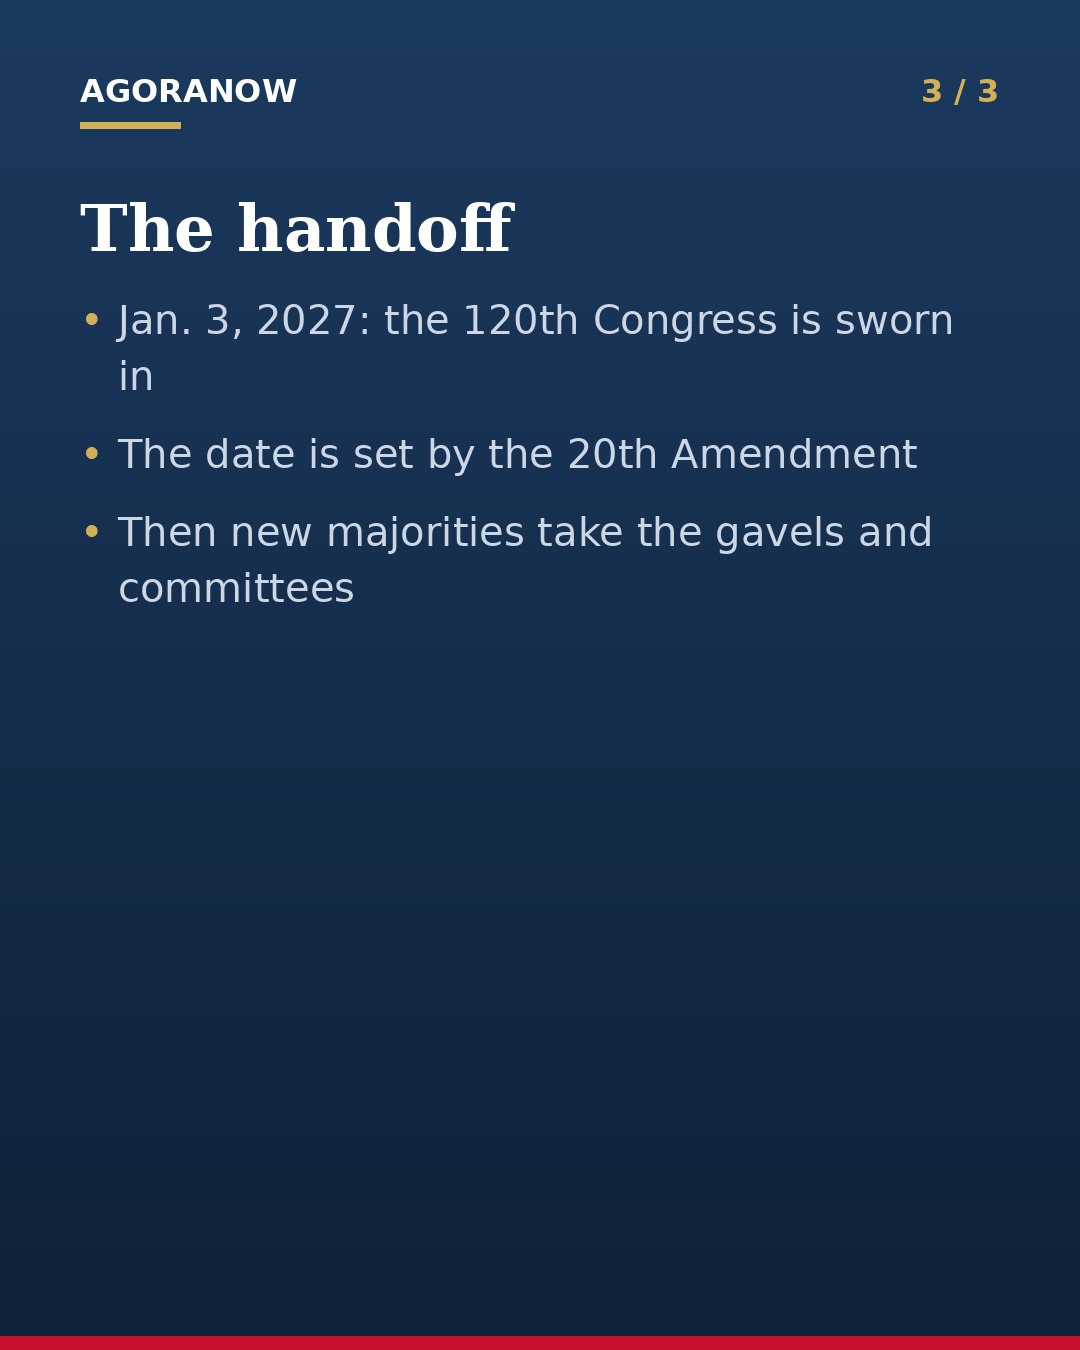 AGORANOW
3 / 3
The handoff
• Jan. 3, 2027: the 120th Congress is sworn
in
• The date is set by the 20th Amendment
• Then new majorities take the gavels and
committees